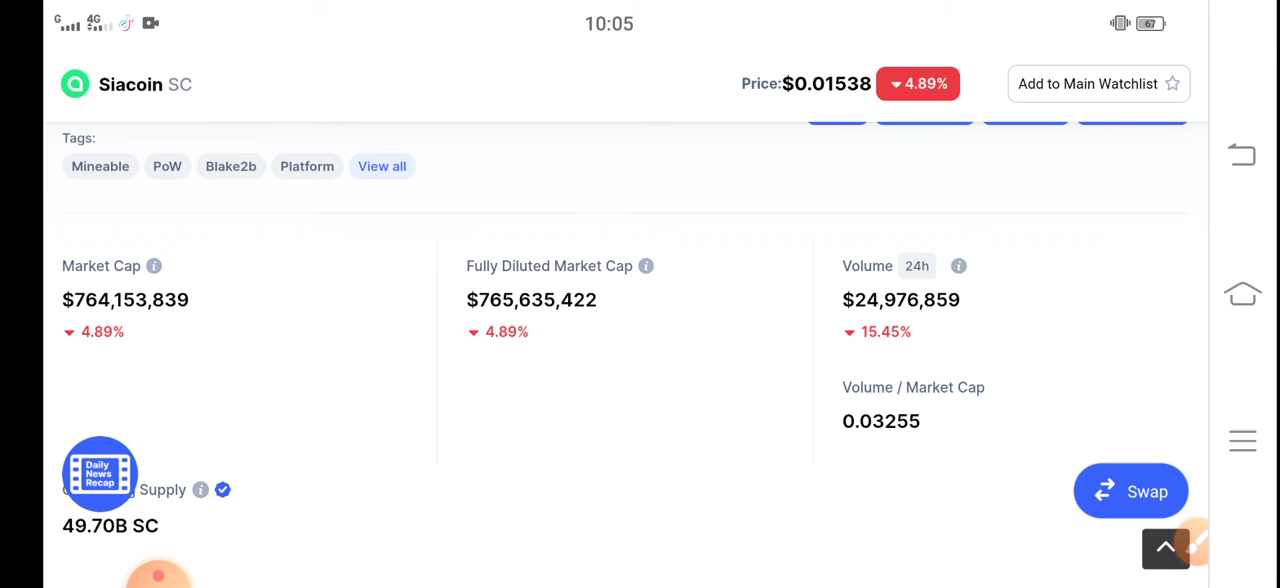 G 4G 10:05 67
Siacoin SC Price:$0.01538 4.89% Add to Main Watchlist
Tags:
Mineable PoW Blake2b Platform View all
Market Cap Fully Diluted Market Cap Volume 24h
$764,153,839 $765,635,422 $24,976,859
4.89% 4.89% 15.45%
Volume / Market Cap
0.03255
Daily
News
Recap
Supply
Swap
49.70B SC